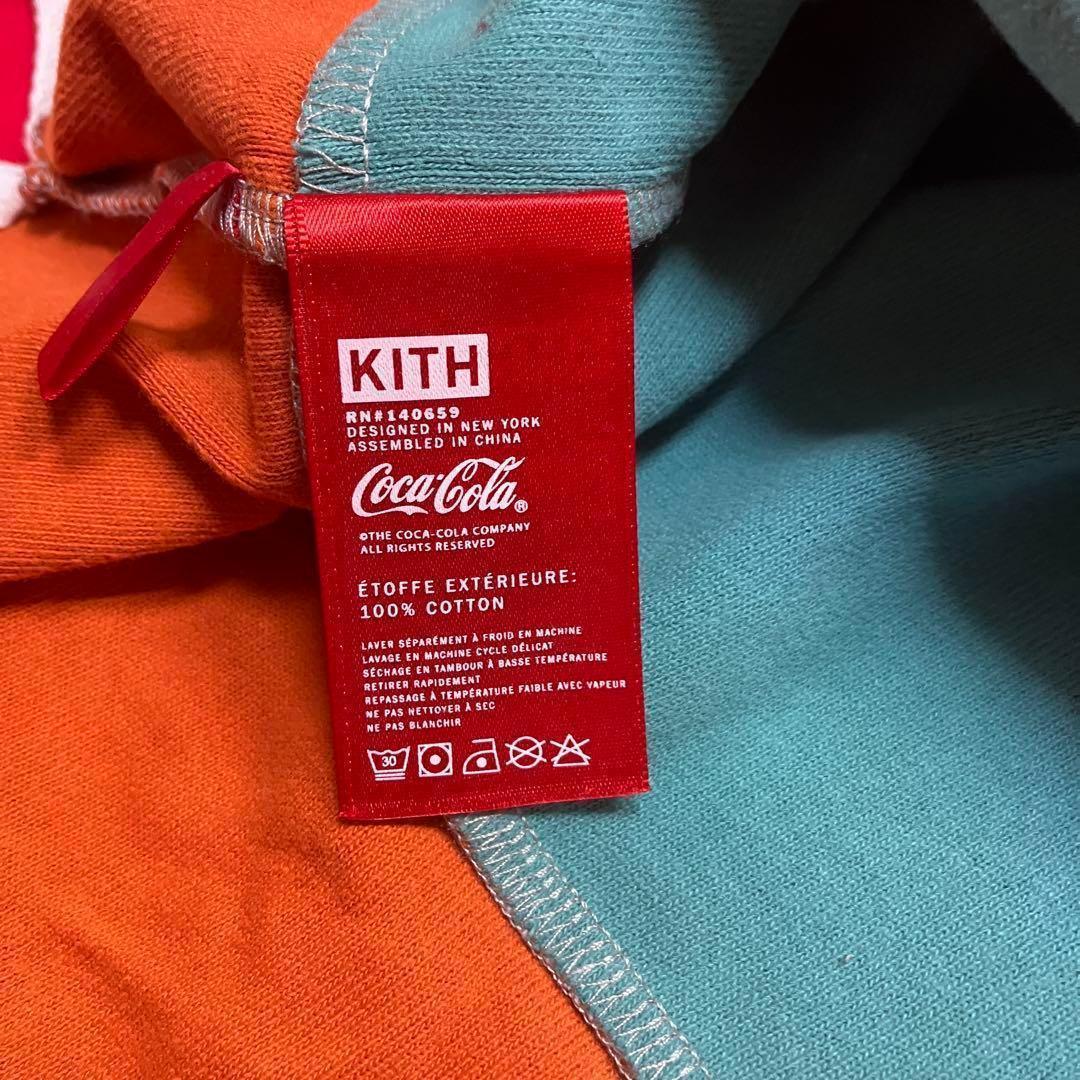 KITH
RN#140659
DESIGNED IN NEW YORK
ASSEMBLED IN CHINA
Coca-Cola®
©THE COCA-COLA COMPANY
ALL RIGHTS RESERVED
ÉTOFFE EXTÉRIEURE:
100% COTTON
LAVER SÉPARÉMENT À FROID EN MACHINE
LAVAGE EN MACHINE CYCLE DÉLICAT
SÉCHAGE EN TAMBOUR À BASSE TEMPÉRATURE
RETIRER RAPIDEMENT
REPASSAGE À TEMPÉRATURE FAIBLE AVEC VAPEUR
NE PAS NETTOYER À SEC
NE PAS BLANCHIR
30